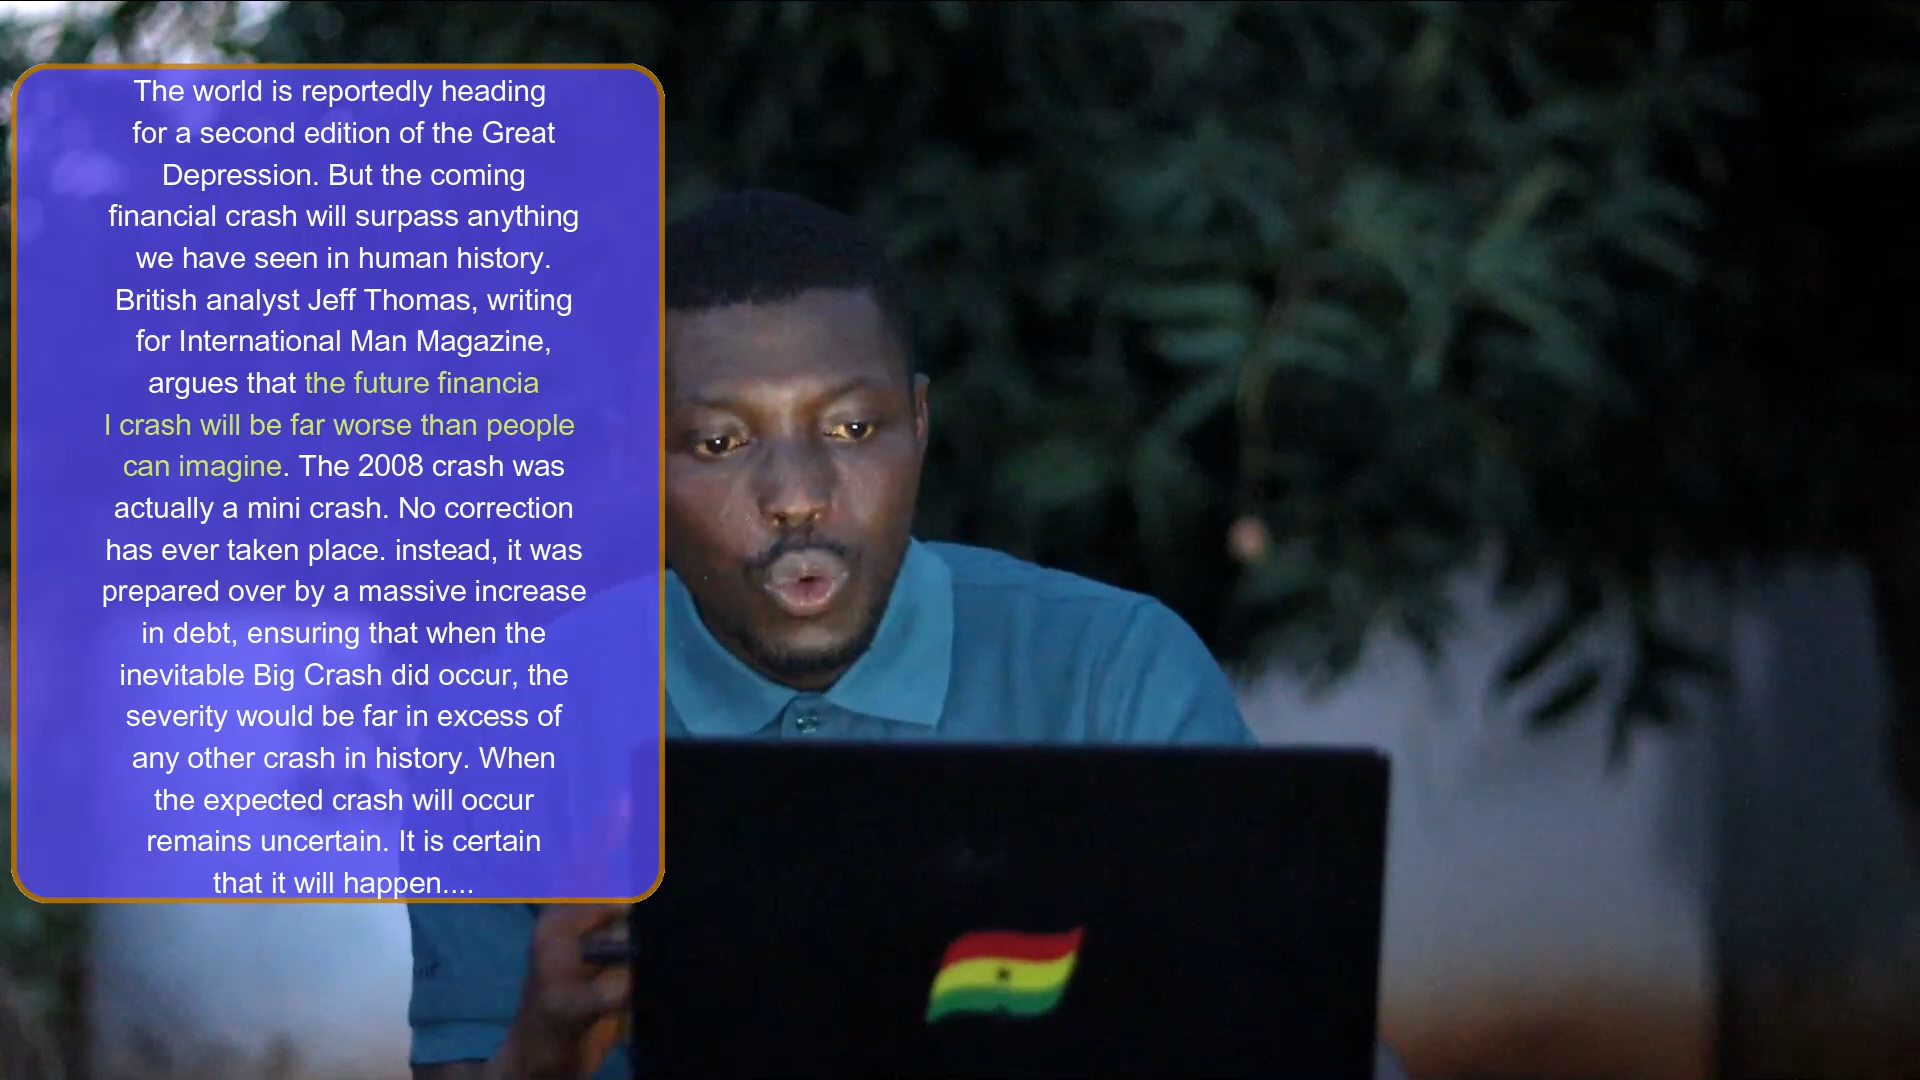 The world is reportedly heading
for a second edition of the Great
Depression. But the coming
financial crash will surpass anything
we have seen in human history.
British analyst Jeff Thomas, writing
for International Man Magazine,
argues that the future financia
l crash will be far worse than people
can imagine. The 2008 crash was
actually a mini crash. No correction
has ever taken place. instead, it was
prepared over by a massive increase
in debt, ensuring that when the
inevitable Big Crash did occur, the
severity would be far in excess of
any other crash in history. When
the expected crash will occur
remains uncertain. It is certain
that it will happen....